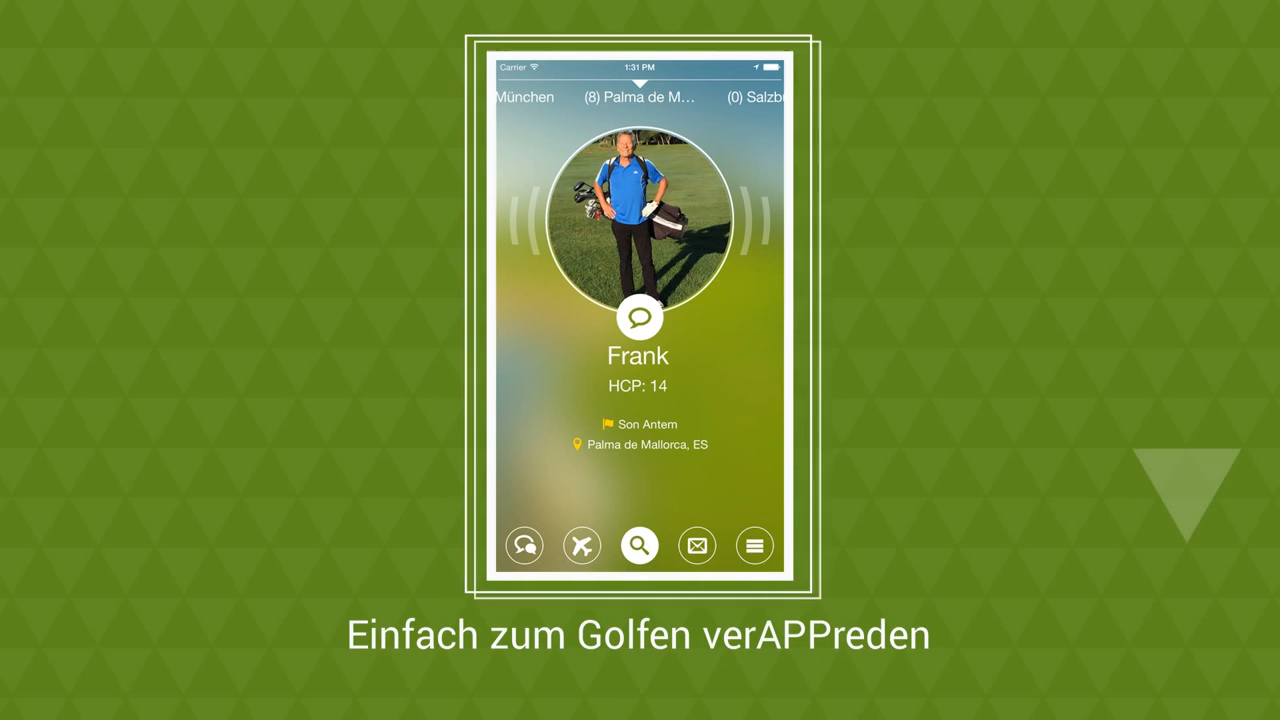 Carrier 1:31 PM
München (8) Palma de M... (0) Salzbu
Frank
HCP: 14
Son Antem
Palma de Mallorca, ES
Einfach zum Golfen verAPPreden